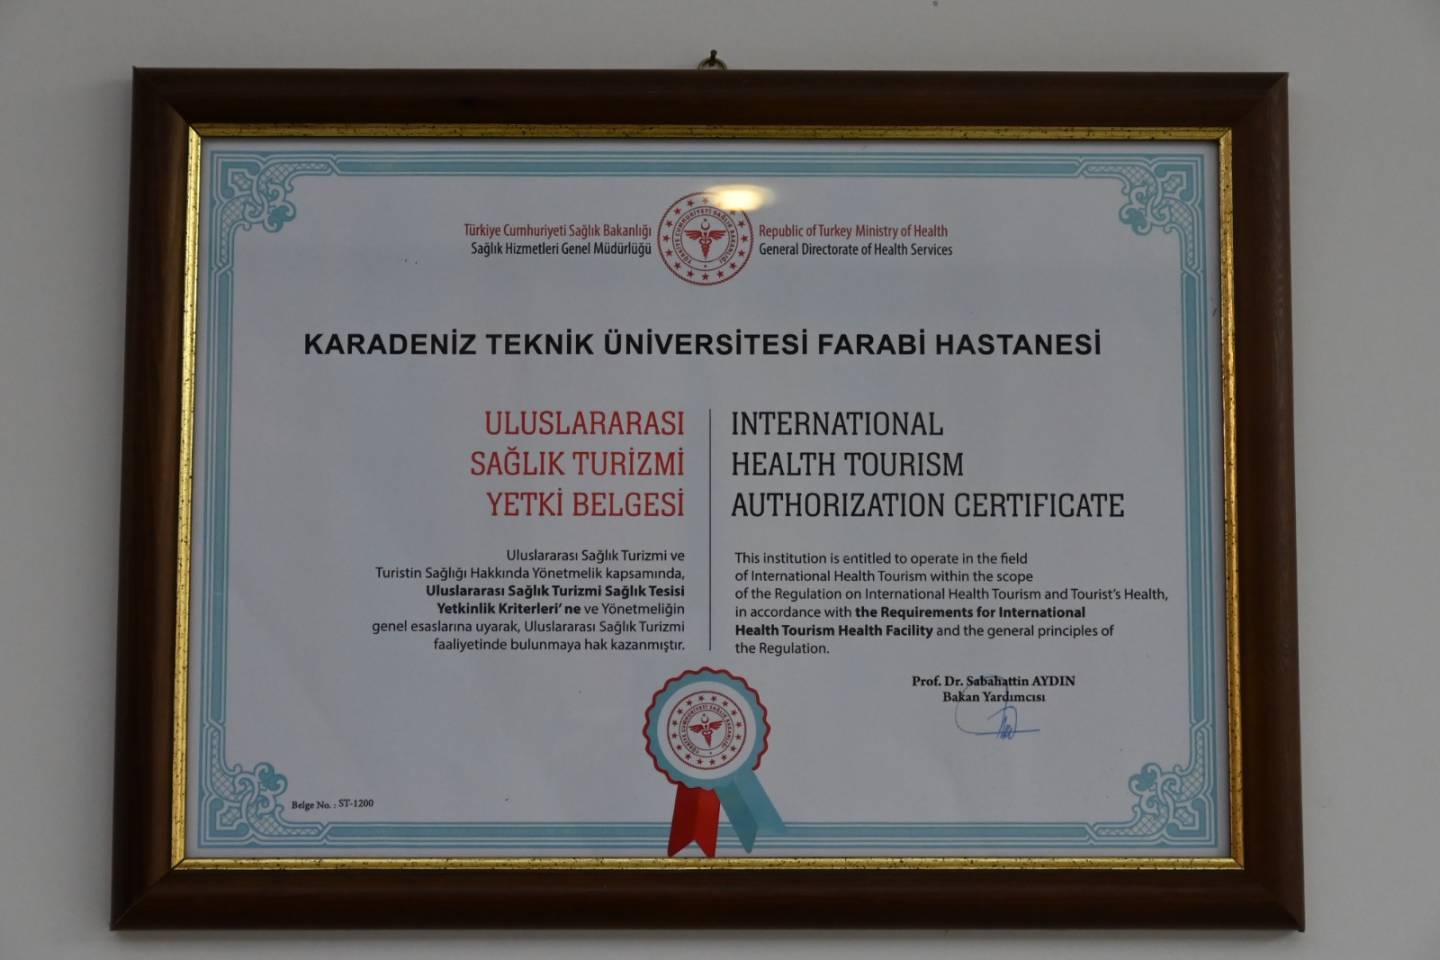 Türkiye Cumhuriyeti Sağlık Bakanlığı
Sağlık Hizmetleri Genel Müdürlüğü
Republic of Turkey Ministry of Health
General Directorate of Health Services
KARADENİZ TEKNİK ÜNİVERSİTESİ FARABİ HASTANESİ
ULUSLARARASI
SAĞLIK TURİZMİ
YETKİ BELGESİ
Uluslararası Sağlık Turizmi ve
Turistin Sağlığı Hakkında Yönetmelik kapsamında,
Uluslararası Sağlık Turizmi Sağlık Tesisi
Yetkinlik Kriterleri' ne ve Yönetmeliğin
genel esaslarına uyarak, Uluslararası Sağlık Turizmi
faaliyetinde bulunmaya hak kazanmıştır.
INTERNATIONAL
HEALTH TOURISM
AUTHORIZATION CERTIFICATE
This institution is entitled to operate in the field
of International Health Tourism within the scope
of the Regulation on International Health Tourism and Tourist's Health,
in accordance with the Requirements for International
Health Tourism Health Facility and the general principles of
the Regulation.
Prof. Dr. Sabahattin AYDIN
Bakan Yardımcısı
TÜRKİYE CUMHURİYETİ SAĞLIK BAKANLIĞI
Belge No. : ST-1200